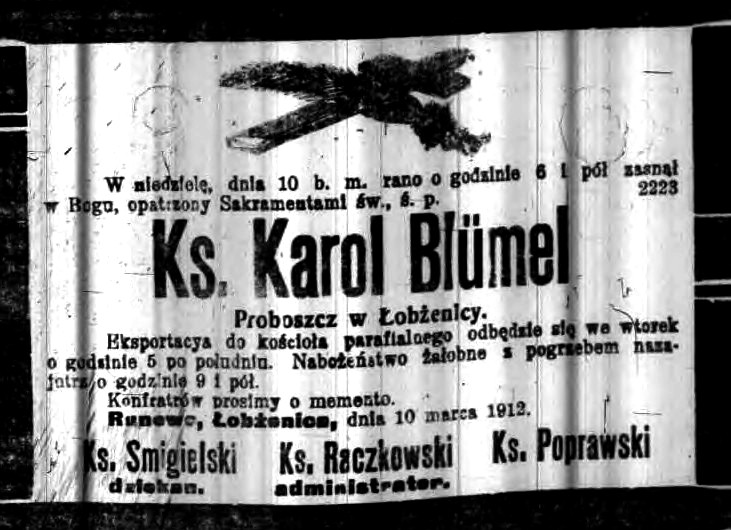 W niedzielę, dnia 10 b. m. rano o godzinie 6 i pół zasnął
w Bogu, opatrzony Sakramentami św., ś. p.
2223
Ks. Karol Blümel
Proboszcz w Łobżenicy.
Eksportacya do kościoła parafialnego odbędzie się we wtorek
o godzinie 5 po południu. Nabożeństwo żałobne z pogrzebem naza-
jutrz o godzinie 9 i pół.
Konfratrów prosimy o memento.
Runowo, Łobżenica, dnia 10 marca 1912.
Ks. Smigielski Ks. Raczkowski Ks. Poprawski
dziekan. administrator.